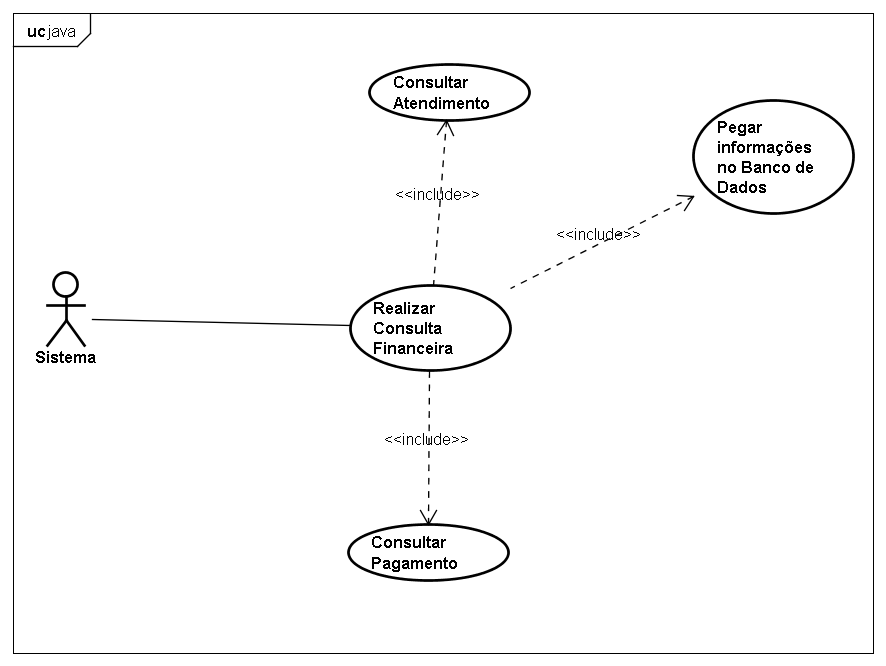 uc java
Consultar
Atendimento
Pegar
informações
no Banco de
Dados
<<include>>
<<include>>
Realizar
Consulta
Financeira
Sistema
<<include>>
Consultar
Pagamento